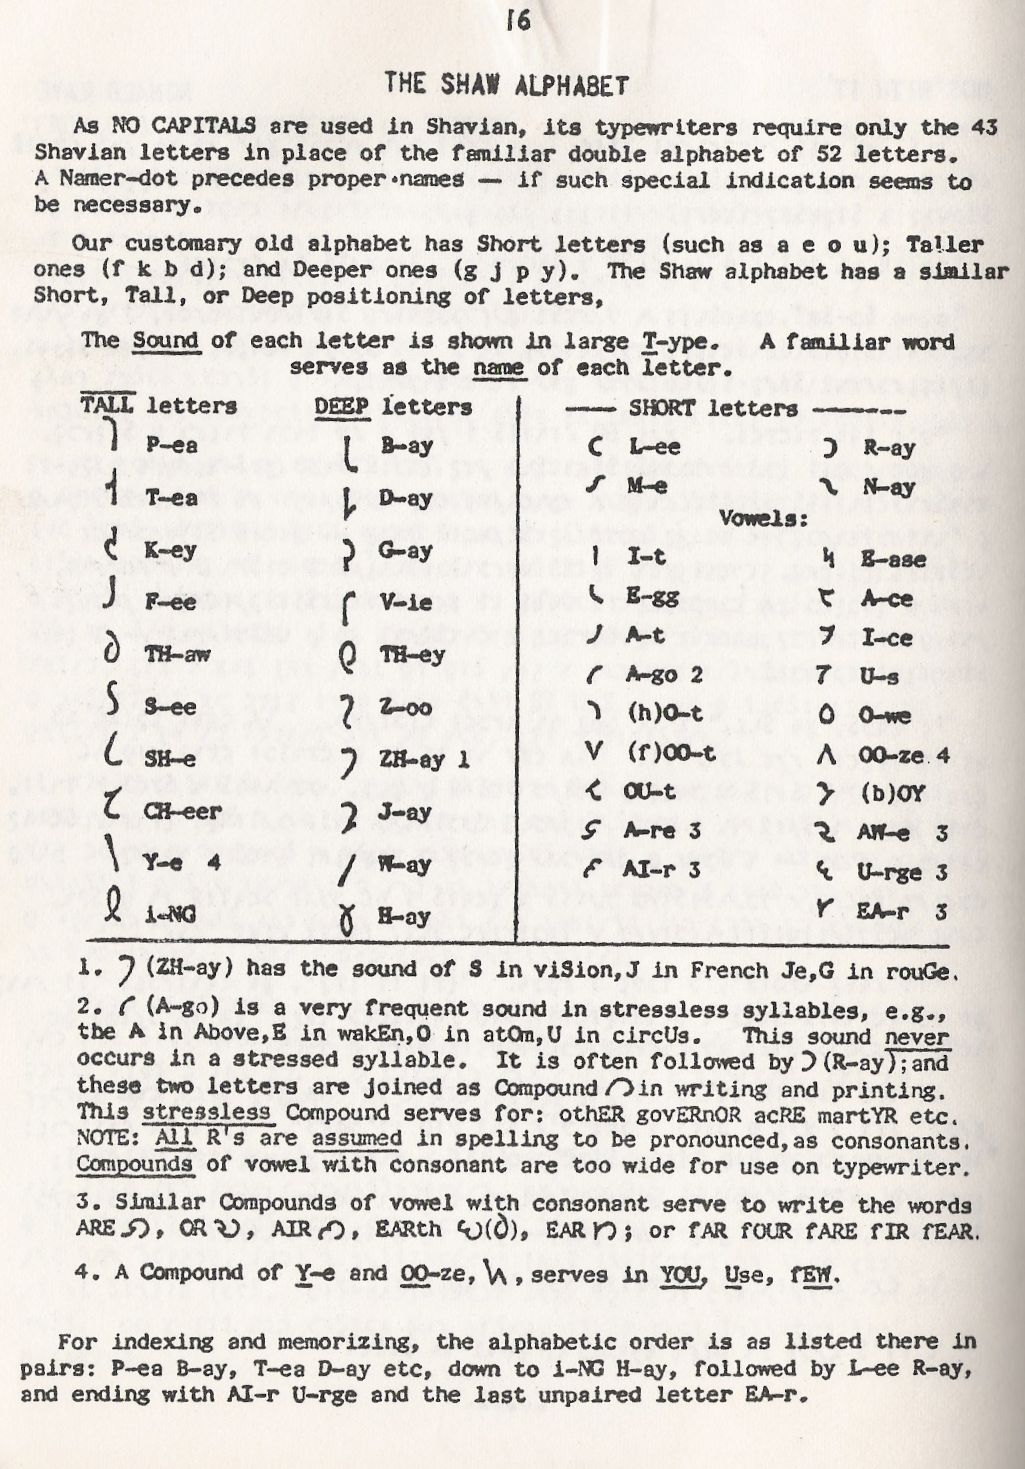 16
THE SHAW ALPHABET
As NO CAPITALS are used in Shavian, its typewriters require only the 43
Shavian letters in place of the familiar double alphabet of 52 letters.
A Namer-dot precedes proper ·names — if such special indication seems to
be necessary.
Our customary old alphabet has Short letters (such as a e o u); Taller
ones (f k b d); and Deeper ones (g j p y). The Shaw alphabet has a similar
Short, Tall, or Deep positioning of letters,
The Sound of each letter is shown in large T-ype. A familiar word
serves as the name of each letter.
TALL letters DEEP letters — SHORT letters —
𐑐 P-ea 𐑚 B-ay 𐑤 L-ee 𐑮 R-ay
𐑑 T-ea 𐑛 D-ay 𐑥 M-e 𐑯 N-ay
Vowels:
𐑒 K-ey 𐑜 G-ay 𐑦 I-t 𐑰 E-ase
𐑓 F-ee 𐑝 V-ie 𐑧 E-gg 𐑱 A-ce
𐑔 TH-aw 𐑞 TH-ey 𐑨 A-t 𐑲 I-ce
𐑕 S-ee 𐑟 Z-oo 𐑩 A-go 2 𐑳 U-s
𐑪 (h)O-t 𐑴 O-we
𐑖 SH-e 𐑠 ZH-ay 1 𐑫 (f)OO-t 𐑵 OO-ze 4
𐑗 CH-eer 𐑡 J-ay 𐑬 OU-t 𐑶 (b)OY
𐑭 A-re 3 𐑷 AW-e 3
𐑘 Y-e 4 𐑢 W-ay 𐑺 AI-r 3 𐑻 U-rge 3
𐑙 i-NG 𐑣 H-ay 𐑽 EA-r 3
1. 𐑠 (ZH-ay) has the sound of S in viSion,J in French Je,G in rouGe.
2. 𐑩 (A-go) is a very frequent sound in stressless syllables, e.g.,
the A in Above,E in wakEn,O in atOm,U in circUs. This sound never
occurs in a stressed syllable. It is often followed by 𐑮 (R-ay);and
these two letters are joined as Compound 𐑼 in writing and printing.
This stressless Compound serves for: othER govERnOR acRE martYR etc.
NOTE: All R's are assumed in spelling to be pronounced,as consonants.
Compounds of vowel with consonant are too wide for use on typewriter.
3. Similar Compounds of vowel with consonant serve to write the words
ARE 𐑸, OR 𐑹, AIR 𐑺, EARth 𐑻(𐑔), EAR 𐑽; or fAR fOUR fARE fIR fEAR.
4. A Compound of Y-e and OO-ze, 𐑿, serves in YOU, Use, fEW.
For indexing and memorizing, the alphabetic order is as listed there in
pairs: P-ea B-ay, T-ea D-ay etc, down to i-NG H-ay, followed by L-ee R-ay,
and ending with AI-r U-rge and the last unpaired letter EA-r.